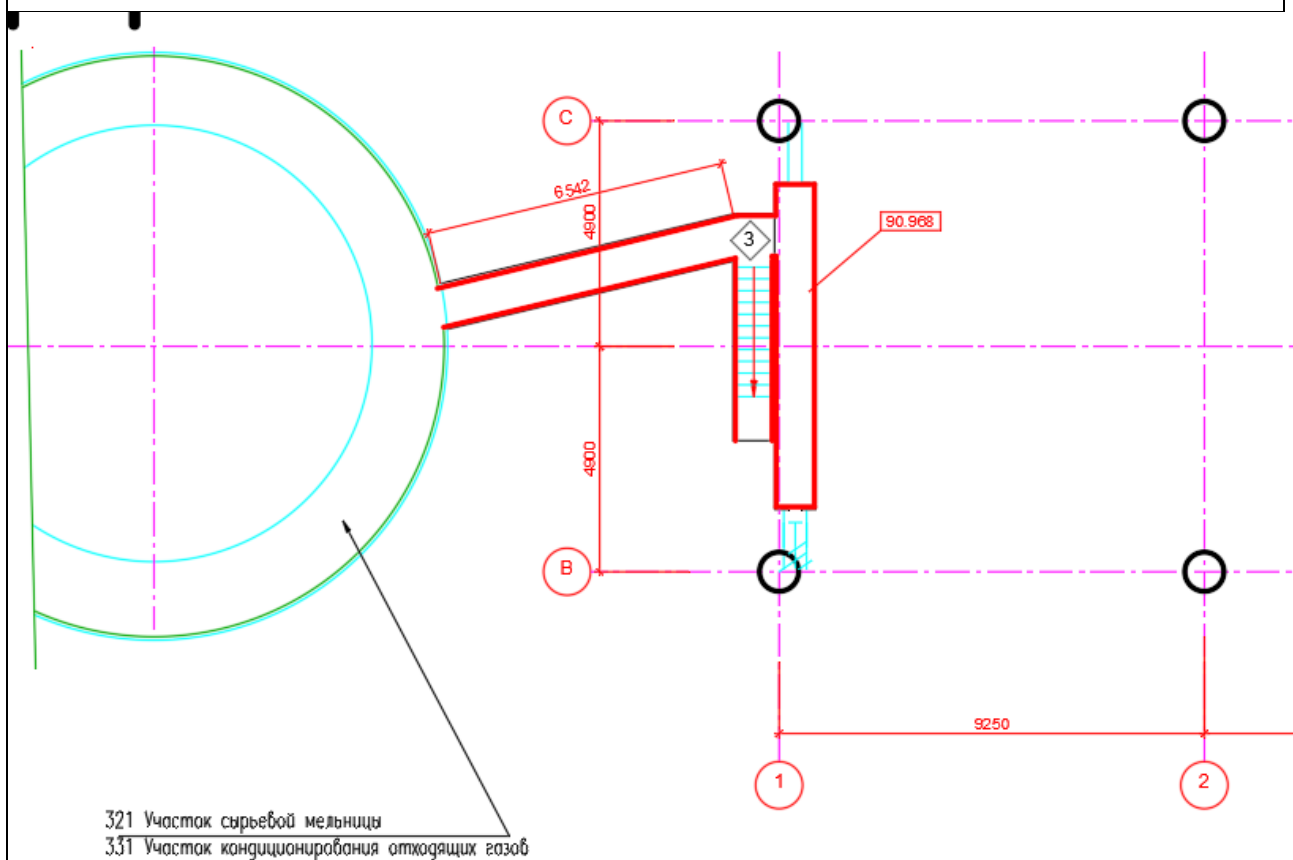 C
6542
4900
3
90.968
4900
B
9250
1
2
321 Участок сырьевой мельницы
331 Участок кондиционирования отходящих газов